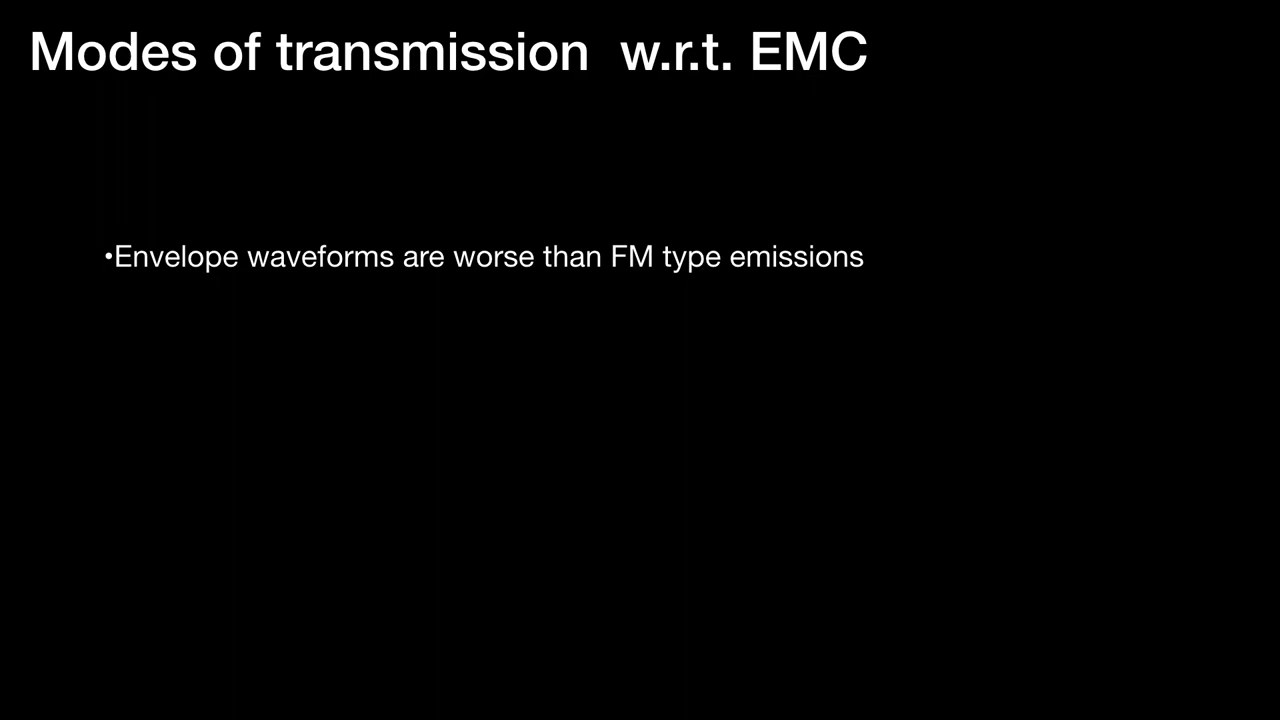 Modes of transmission  w.r.t. EMC
•Envelope waveforms are worse than FM type emissions